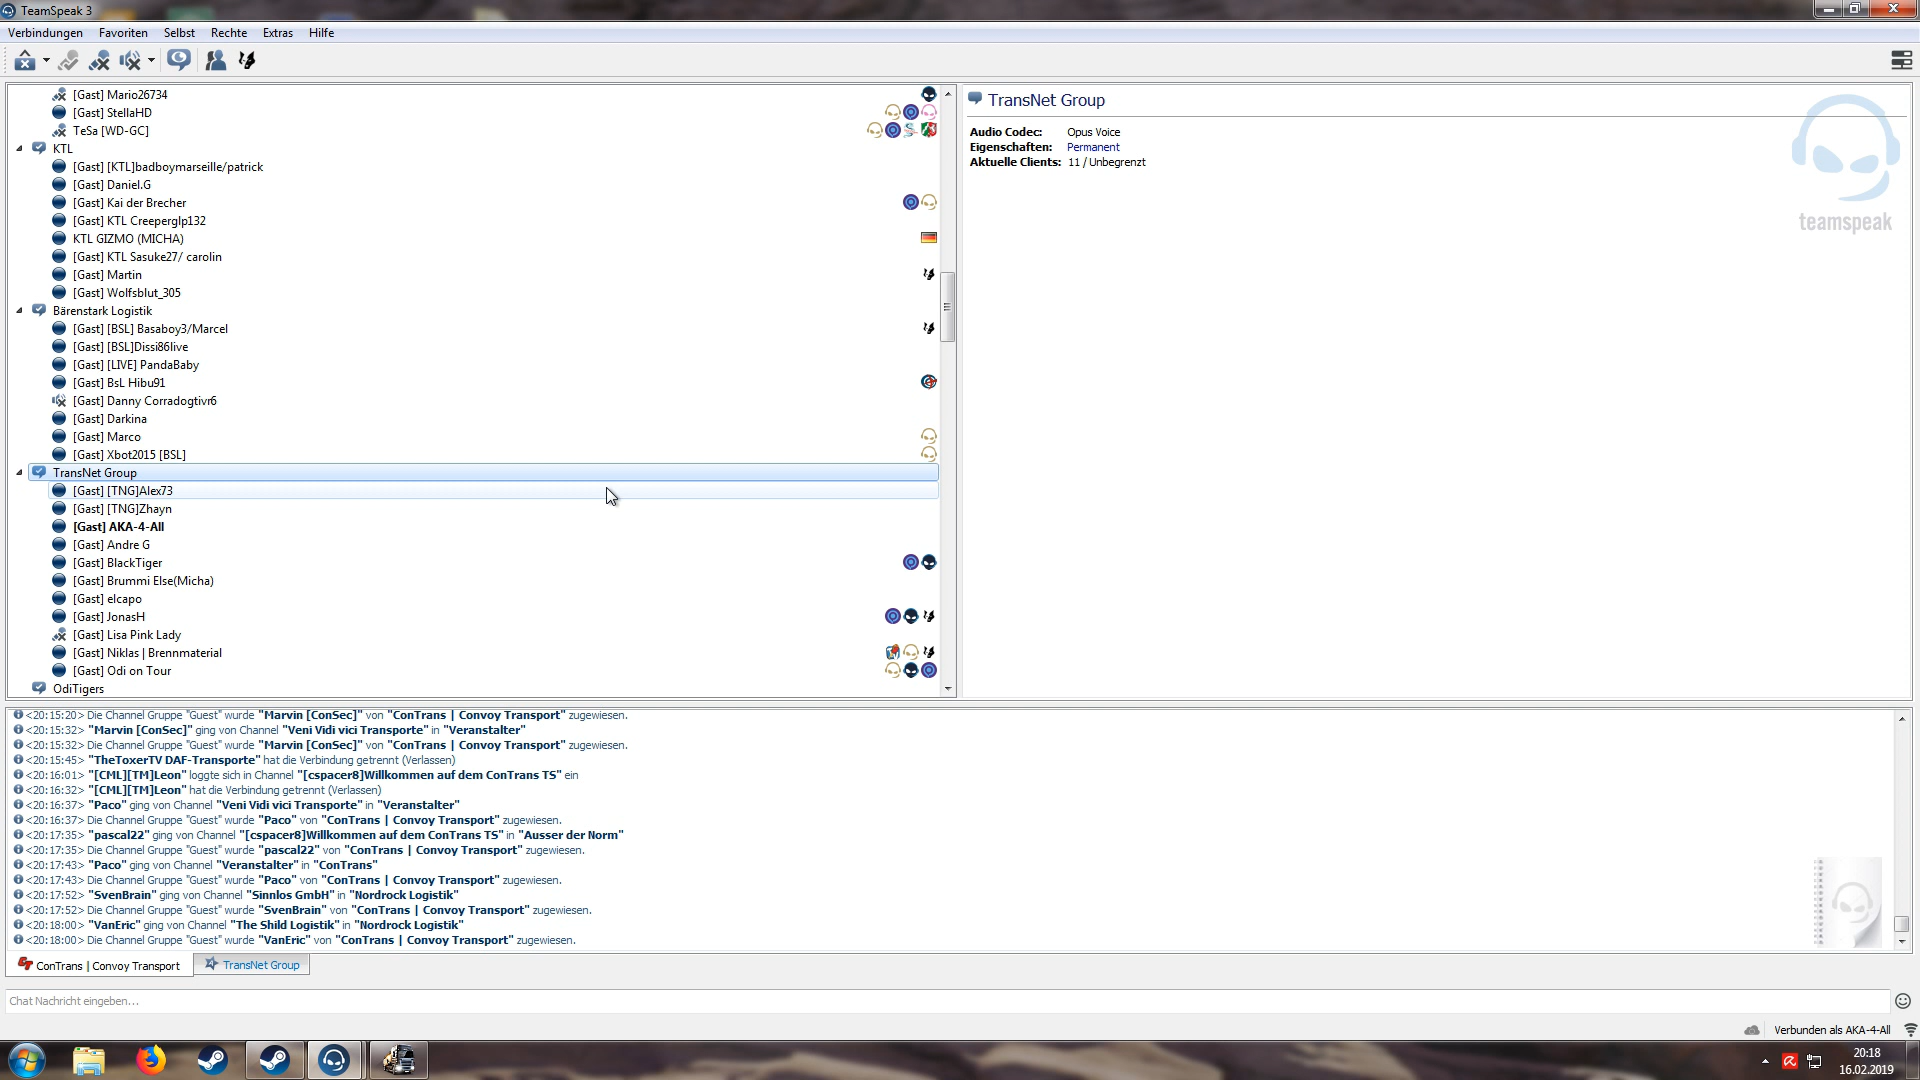 TeamSpeak 3
Verbindungen Favoriten Selbst Rechte Extras Hilfe
[Gast] Mario26734
[Gast] StellaHD
TeSa [WD-GC]
KTL
[Gast] [KTL]badboymarseille/patrick
[Gast] Daniel.G
[Gast] Kai der Brecher
[Gast] KTL Creeperglp132
KTL GIZMO (MICHA)
[Gast] KTL Sasuke27/ carolin
[Gast] Martin
[Gast] Wolfsblut_305
Bärenstark Logistik
[Gast] [BSL] Basaboy3/Marcel
[Gast] [BSL]Dissi86live
[Gast] [LIVE] PandaBaby
[Gast] BsL Hibu91
[Gast] Danny Corradogtivr6
[Gast] Darkina
[Gast] Marco
[Gast] Xbot2015 [BSL]
TransNet Group
[Gast] [TNG]Alex73
[Gast] [TNG]Zhayn
[Gast] AKA-4-All
[Gast] Andre G
[Gast] BlackTiger
[Gast] Brummi Else(Micha)
[Gast] elcapo
[Gast] JonasH
[Gast] Lisa Pink Lady
[Gast] Niklas | Brennmaterial
[Gast] Odi on Tour
OdiTigers
TransNet Group
Audio Codec: Opus Voice
Eigenschaften: Permanent
Aktuelle Clients: 11 / Unbegrenzt
teamspeak
<20:15:20> Die Channel Gruppe "Guest" wurde "Marvin [ConSec]" von "ConTrans | Convoy Transport" zugewiesen.
<20:15:32> "Marvin [ConSec]" ging von Channel "Veni Vidi vici Transporte" in "Veranstalter"
<20:15:32> Die Channel Gruppe "Guest" wurde "Marvin [ConSec]" von "ConTrans | Convoy Transport" zugewiesen.
<20:15:45> "TheToxerTV DAF-Transporte" hat die Verbindung getrennt (Verlassen)
<20:16:01> "[CML][TM]Leon" loggte sich in Channel "[cspacer8]Willkommen auf dem ConTrans TS" ein
<20:16:32> "[CML][TM]Leon" hat die Verbindung getrennt (Verlassen)
<20:16:37> "Paco" ging von Channel "Veni Vidi vici Transporte" in "Veranstalter"
<20:16:37> Die Channel Gruppe "Guest" wurde "Paco" von "ConTrans | Convoy Transport" zugewiesen.
<20:17:35> "pascal22" ging von Channel "[cspacer8]Willkommen auf dem ConTrans TS" in "Ausser der Norm"
<20:17:35> Die Channel Gruppe "Guest" wurde "pascal22" von "ConTrans | Convoy Transport" zugewiesen.
<20:17:43> "Paco" ging von Channel "Veranstalter" in "ConTrans"
<20:17:43> Die Channel Gruppe "Guest" wurde "Paco" von "ConTrans | Convoy Transport" zugewiesen.
<20:17:52> "SvenBrain" ging von Channel "Sinnlos GmbH" in "Nordrock Logistik"
<20:17:52> Die Channel Gruppe "Guest" wurde "SvenBrain" von "ConTrans | Convoy Transport" zugewiesen.
<20:18:00> "VanEric" ging von Channel "The Shild Logistik" in "Nordrock Logistik"
<20:18:00> Die Channel Gruppe "Guest" wurde "VanEric" von "ConTrans | Convoy Transport" zugewiesen.
ConTrans | Convoy Transport TransNet Group
Chat Nachricht eingeben...
Verbunden als AKA-4-All
20:18
16.02.2019